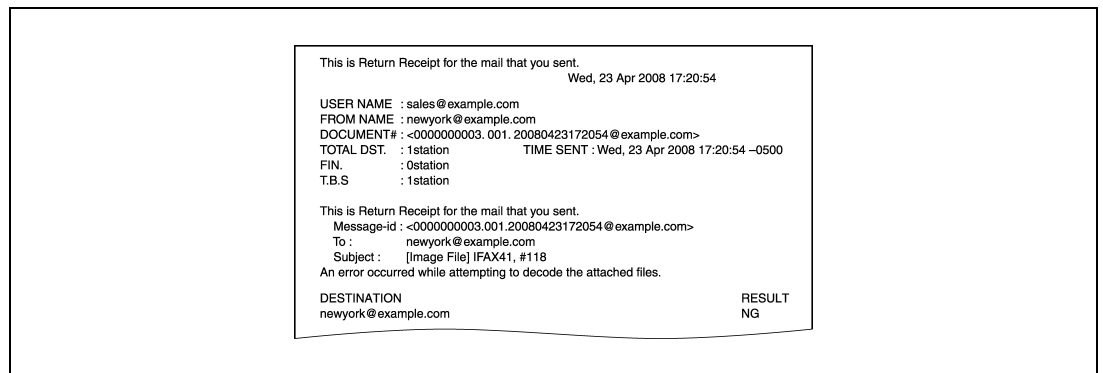 This is Return Receipt for the mail that you sent.
Wed, 23 Apr 2008 17:20:54
USER NAME : sales@example.com
FROM NAME : newyork@example.com
DOCUMENT# : <0000000003. 001. 20080423172054@example.com>
TOTAL DST. : 1station TIME SENT : Wed, 23 Apr 2008 17:20:54 –0500
FIN. : 0station
T.B.S : 1station
This is Return Receipt for the mail that you sent.
Message-id : <0000000003.001.20080423172054@example.com>
To : newyork@example.com
Subject : [Image File] IFAX41, #118
An error occurred while attempting to decode the attached files.
DESTINATION RESULT
newyork@example.com NG